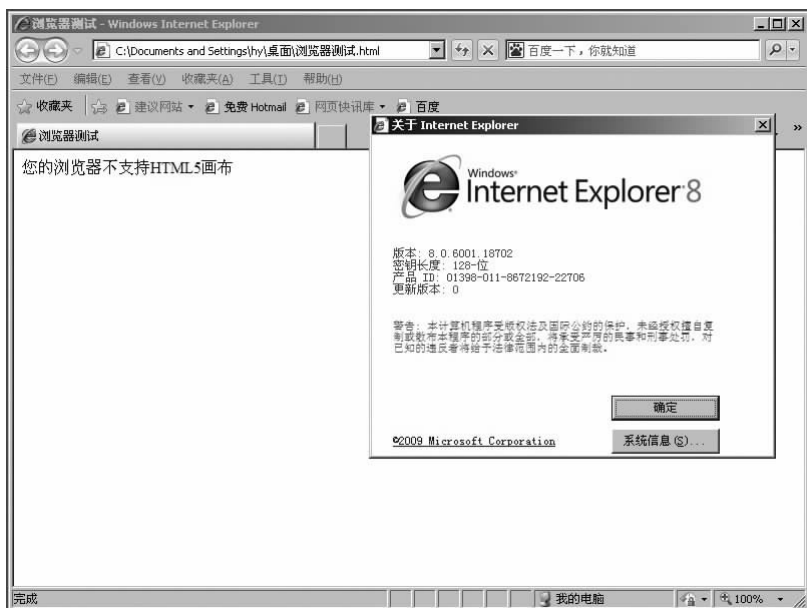 浏览器测试 - Windows Internet Explorer
C:\Documents and Settings\hy\桌面\浏览器测试.html
百度一下，你就知道
文件(F) 编辑(E) 查看(V) 收藏夹(A) 工具(T) 帮助(H)
收藏夹 建议网站 免费 Hotmail 网页快讯库 百度
浏览器测试
»
您的浏览器不支持HTML5画布
关于 Internet Explorer
Windows
Internet Explorer 8
版本: 8.0.6001.18702
密钥长度: 128-位
产品 ID: 01398-011-8672192-22706
更新版本: 0
警告: 本计算机程序受版权法及国际公约的保护，未经授权擅自复
制或散布本程序的部分或全部，将承受严厉的民事和刑事处罚，对
已知的违反者将给予法律范围内的全面制裁。
确定
©2009 Microsoft Corporation
系统信息(S)...
完成
我的电脑
100%